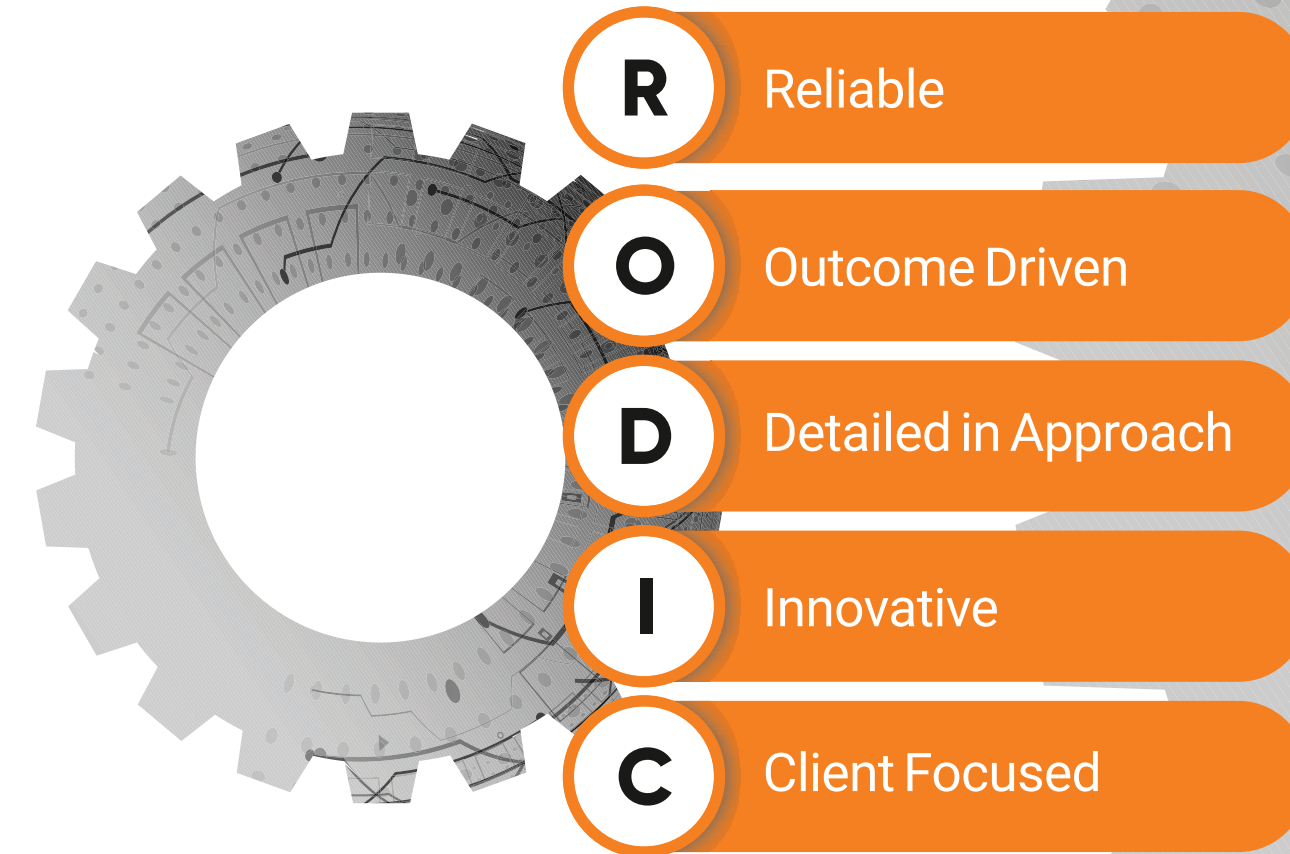 R Reliable
O Outcome Driven
D Detailed in Approach
I Innovative
C Client Focused